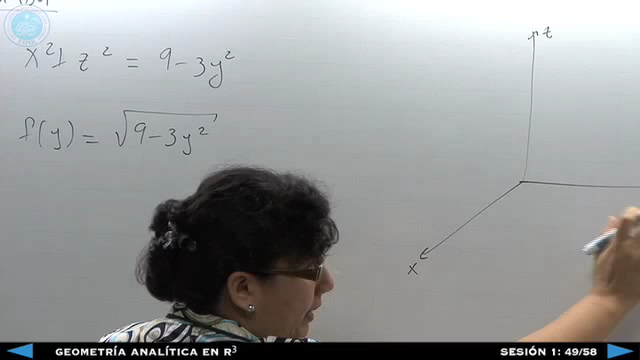 x² + z² = 9 - 3y²
f(y) = √(9 - 3y²)
z
x
GEOMETRÍA ANALÍTICA EN R³
SESIÓN 1: 49/58